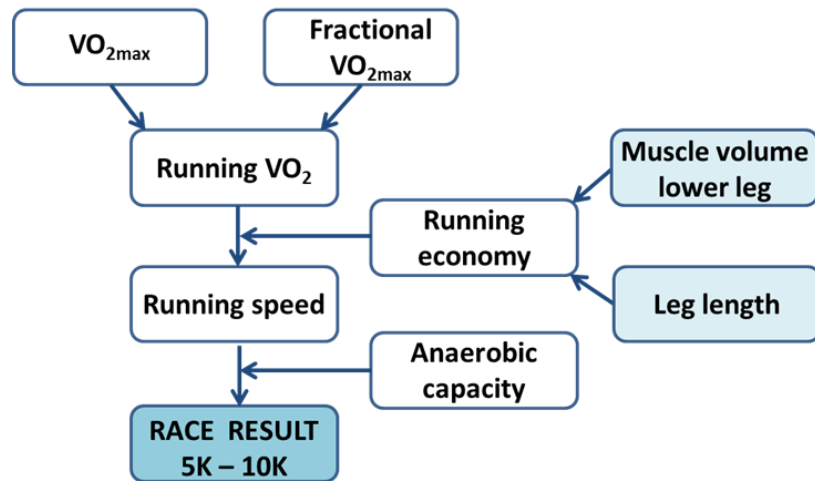 VO₂max
Fractional
VO₂max
Running VO₂
Muscle volume
lower leg
Running
economy
Running speed
Leg length
Anaerobic
capacity
RACE RESULT
5K – 10K